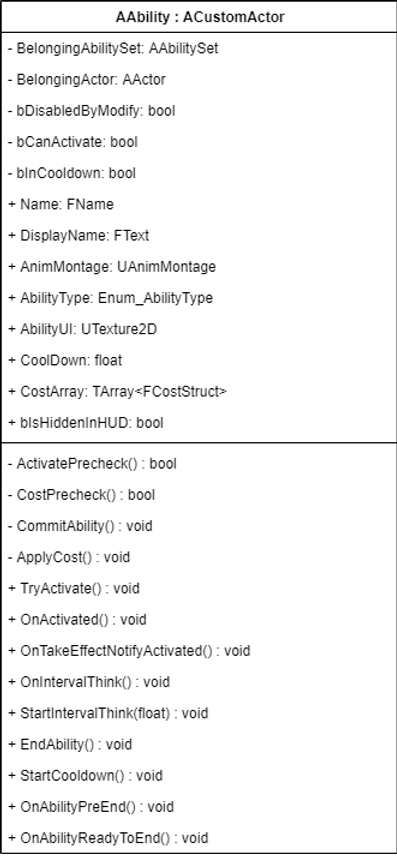 AAbility : ACustomActor
- BelongingAbilitySet: AAbilitySet
- BelongingActor: AActor
- bDisabledByModify: bool
- bCanActivate: bool
- bInCooldown: bool
+ Name: FName
+ DisplayName: FText
+ AnimMontage: UAnimMontage
+ AbilityType: Enum_AbilityType
+ AbilityUI: UTexture2D
+ CoolDown: float
+ CostArray: TArray<FCostStruct>
+ bIsHiddenInHUD: bool
- ActivatePrecheck() : bool
- CostPrecheck() : bool
- CommitAbility() : void
- ApplyCost() : void
+ TryActivate() : void
+ OnActivated() : void
+ OnTakeEffectNotifyActivated() : void
+ OnIntervalThink() : void
+ StartIntervalThink(float) : void
+ EndAbility() : void
+ StartCooldown() : void
+ OnAbilityPreEnd() : void
+ OnAbilityReadyToEnd() : void